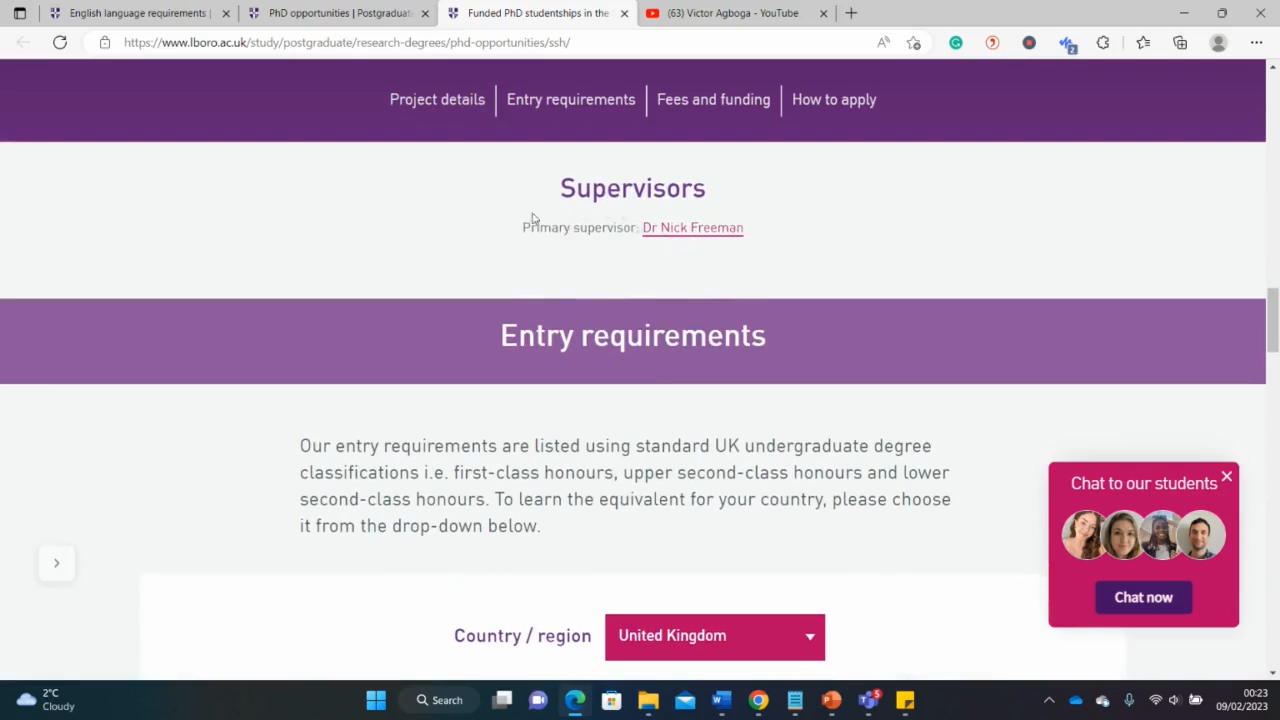 English language requirements |
PhD opportunities | Postgraduate
Funded PhD studentships in the
(63) Victor Agboga - YouTube
https://www.lboro.ac.uk/study/postgraduate/research-degrees/phd-opportunities/ssh/
2
Project details
Entry requirements
Fees and funding
How to apply
Supervisors
Primary supervisor: Dr Nick Freeman
Entry requirements
Our entry requirements are listed using standard UK undergraduate degree
classifications i.e. first-class honours, upper second-class honours and lower
second-class honours. To learn the equivalent for your country, please choose
it from the drop-down below.
Chat to our students
Chat now
Country / region
United Kingdom
2°C
Cloudy
Search
5
00:23
09/02/2023